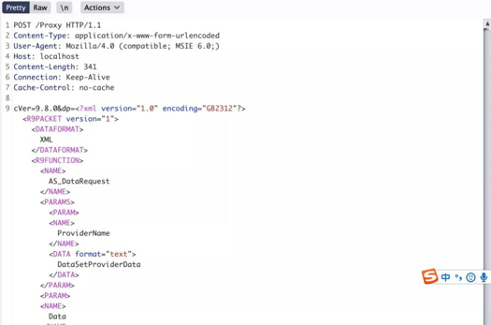 Pretty Raw \n Actions
1 POST /Proxy HTTP/1.1
2 Content-Type: application/x-www-form-urlencoded
3 User-Agent: Mozilla/4.0 (compatible; MSIE 6.0;)
4 Host: localhost
5 Content-Length: 341
6 Connection: Keep-Alive
7 Cache-Control: no-cache
8
9 cVer=9.8.0&dp=<?xml version="1.0" encoding="GB2312"?>
<R9PACKET version="1">
<DATAFORMAT>
XML
</DATAFORMAT>
<R9FUNCTION>
<NAME>
AS_DataRequest
</NAME>
<PARAMS>
<PARAM>
<NAME>
ProviderName
</NAME>
<DATA format="text">
DataSetProviderData
</DATA>
</PARAM>
<PARAM>
<NAME>
Data
S 中